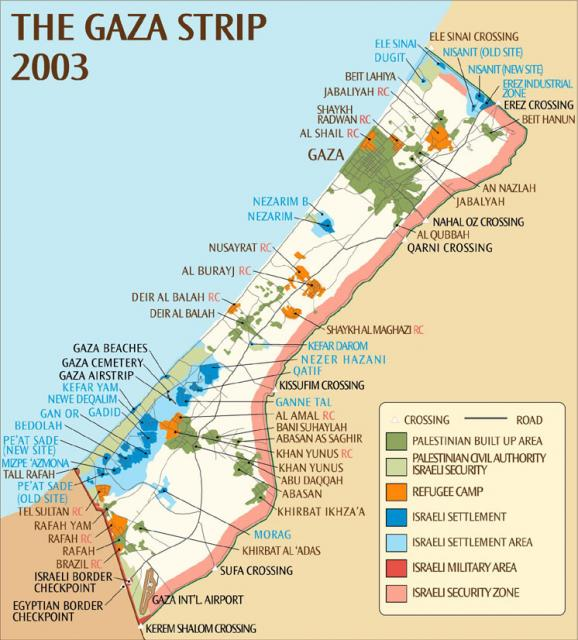 THE GAZA STRIP
2003
ELE SINAI CROSSING
ELE SINAI
DUGIT
NISANIT (OLD SITE)
NISANIT (NEW SITE)
BEIT LAHIYA
EREZ INDUSTRIAL
ZONE
JABALIYAH RC
EREZ CROSSING
SHAYKH
RADWAN RC
BEIT HANUN
AL SHAIL RC
GAZA
AN NAZLAH
JABALYAH
NEZARIM B
NEZARIM
NAHAL OZ CROSSING
AL QUBBAH
QARNI CROSSING
NUSAYRAT RC
AL BURAYJ RC
DEIR AL BALAH RC
DEIR AL BALAH
SHAYKH AL MAGHAZI RC
GAZA BEACHES
KEFAR DAROM
GAZA CEMETERY
NEZER HAZANI
GAZA AIRSTRIP
QATIF
KEFAR YAM
KISSUFIM CROSSING
NEWE DEQALIM
GANNE TAL
GAN OR
GADID
AL AMAL RC
BEDOLAH
BANI SUHAYLAH
ABASAN AS SAGHIR
PE'AT SADE
(NEW SITE)
KHAN YUNUS RC
MIZPE 'AZMONA
KHAN YUNUS
TALL RAFAH
'ABU DAQQAH
PE'AT SADE
(OLD SITE)
ABASAN
TEL SULTAN RC
KHIRBAT IKHZA'A
RAFAH YAM
MORAG
RAFAH RC
RAFAH
KHIRBAT AL 'ADAS
BRAZIL RC
SUFA CROSSING
ISRAELI BORDER
CHECKPOINT
GAZA INT'L. AIRPORT
EGYPTIAN BORDER
CHECKPOINT
KEREM SHALOM CROSSING
CROSSING
ROAD
PALESTINIAN BUILT UP AREA
PALESTINIAN CIVIL AUTHORITY
ISRAELI SECURITY
REFUGEE CAMP
ISRAELI SETTLEMENT
ISRAELI SETTLEMENT AREA
ISRAELI MILITARY AREA
ISRAELI SECURITY ZONE